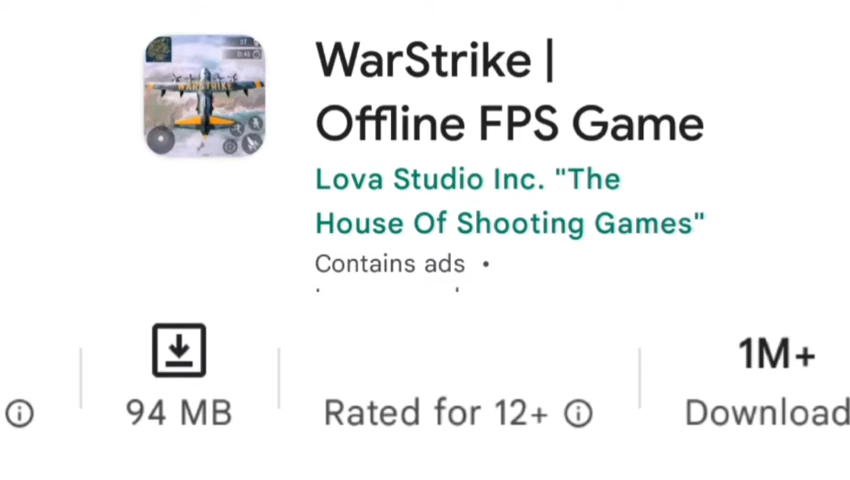 WarStrike |
Offline FPS Game
Lova Studio Inc. "The
House Of Shooting Games"
Contains ads •
WARSTRIKE
94 MB
Rated for 12+
1M+
Download